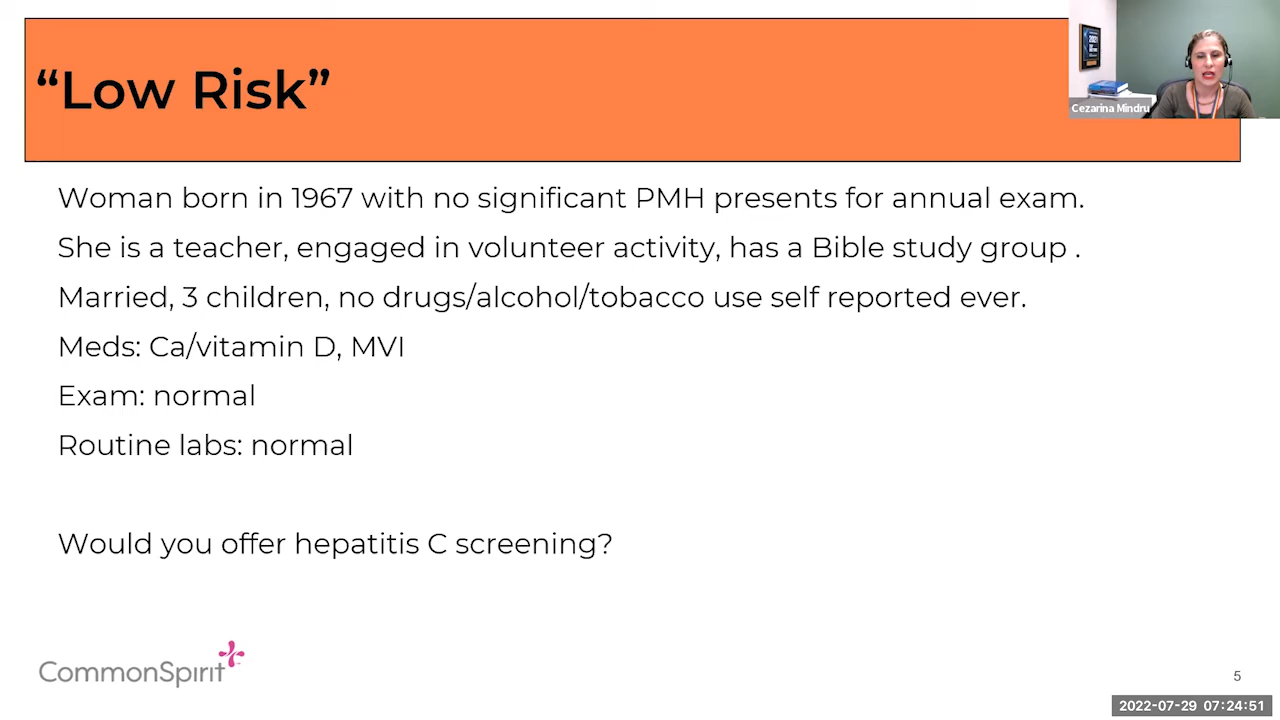 “Low Risk”
Cezarina Mindru
Woman born in 1967 with no significant PMH presents for annual exam.
She is a teacher, engaged in volunteer activity, has a Bible study group .
Married, 3 children, no drugs/alcohol/tobacco use self reported ever.
Meds: Ca/vitamin D, MVI
Exam: normal
Routine labs: normal
Would you offer hepatitis C screening?
CommonSpirit
5
2022-07-29 07:24:51